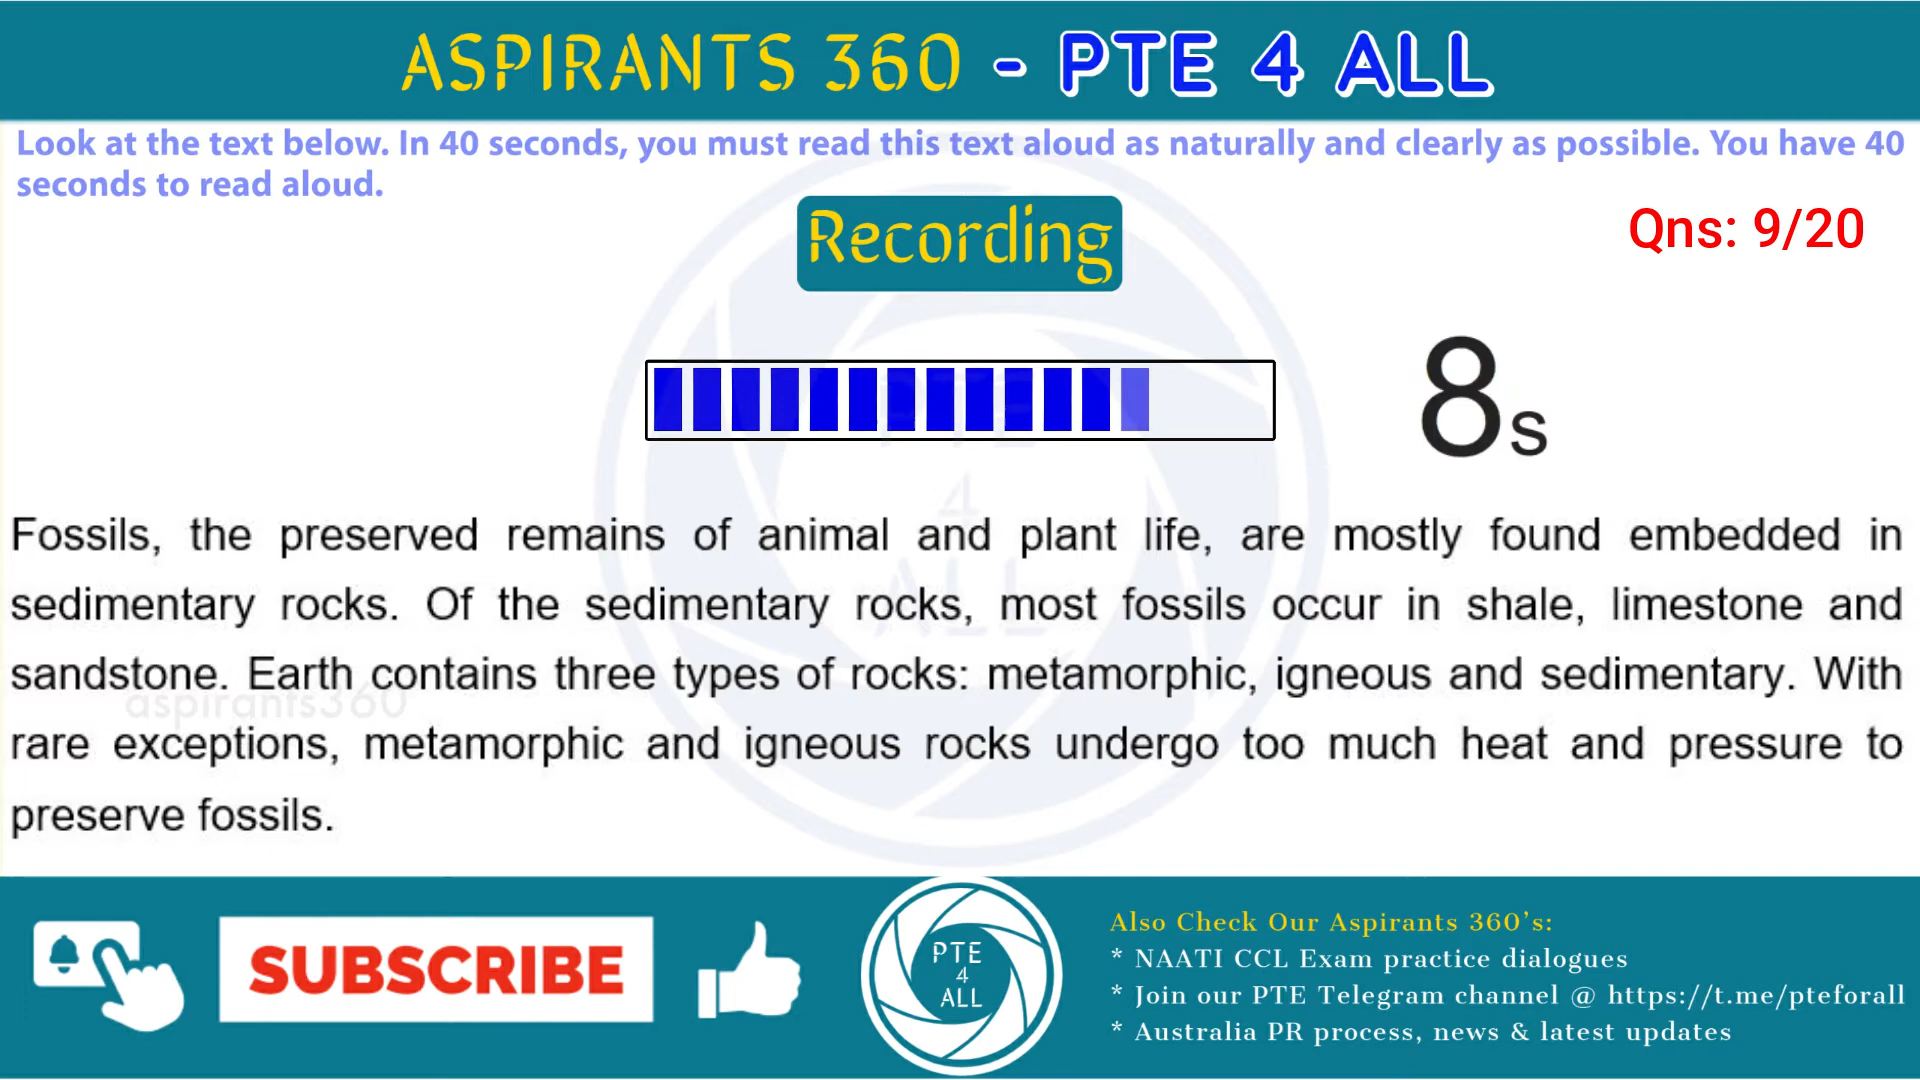 ASPIRANTS 360 - PTE 4 ALL
Look at the text below. In 40 seconds, you must read this text aloud as naturally and clearly as possible. You have 40
seconds to read aloud.
Recording
Qns: 9/20
8s
Fossils, the preserved remains of animal and plant life, are mostly found embedded in
sedimentary rocks. Of the sedimentary rocks, most fossils occur in shale, limestone and
sandstone. Earth contains three types of rocks: metamorphic, igneous and sedimentary. With
aspirants360
rare exceptions, metamorphic and igneous rocks undergo too much heat and pressure to
preserve fossils.
PTE
4
ALL
SUBSCRIBE
PTE
4
ALL
Also Check Our Aspirants 360's:
* NAATI CCL Exam practice dialogues
* Join our PTE Telegram channel @ https://t.me/pteforall
* Australia PR process, news & latest updates